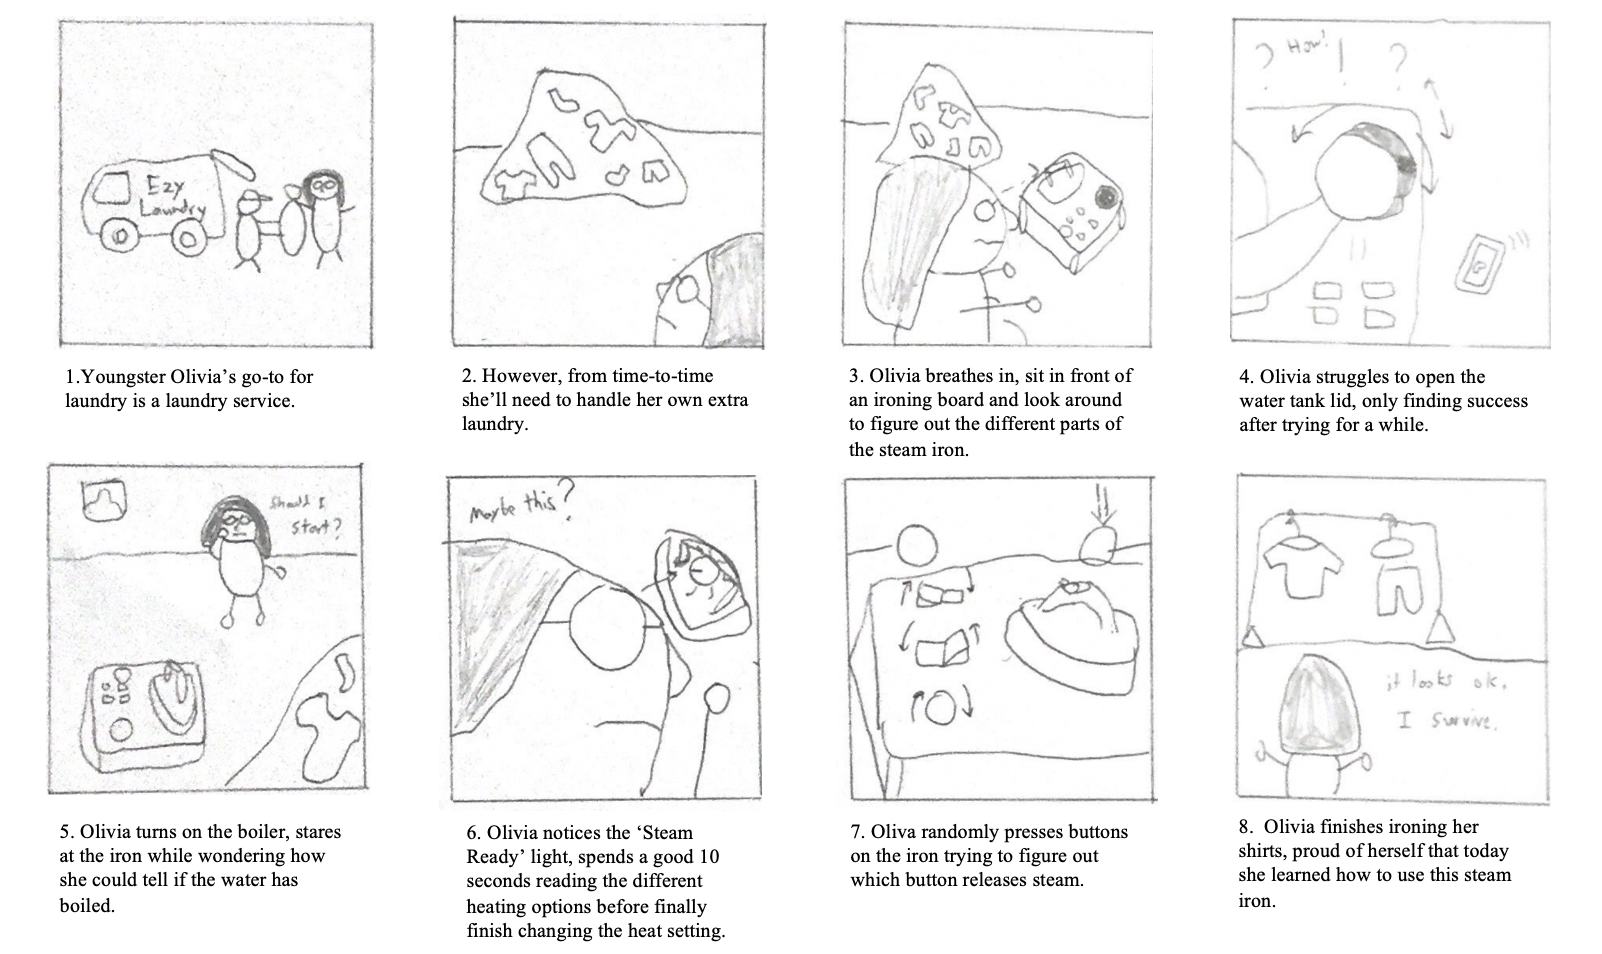 Ezy
Laundry
? How! ! ?
1.Youngster Olivia’s go-to for
laundry is a laundry service.
2. However, from time-to-time
she’ll need to handle her own extra
laundry.
3. Olivia breathes in, sit in front of
an ironing board and look around
to figure out the different parts of
the steam iron.
4. Olivia struggles to open the
water tank lid, only finding success
after trying for a while.
Should I
start?
Maybe this?
it looks ok.
I survive.
5. Olivia turns on the boiler, stares
at the iron while wondering how
she could tell if the water has
boiled.
6. Olivia notices the ‘Steam
Ready’ light, spends a good 10
seconds reading the different
heating options before finally
finish changing the heat setting.
7. Oliva randomly presses buttons
on the iron trying to figure out
which button releases steam.
8.  Olivia finishes ironing her
shirts, proud of herself that today
she learned how to use this steam
iron.